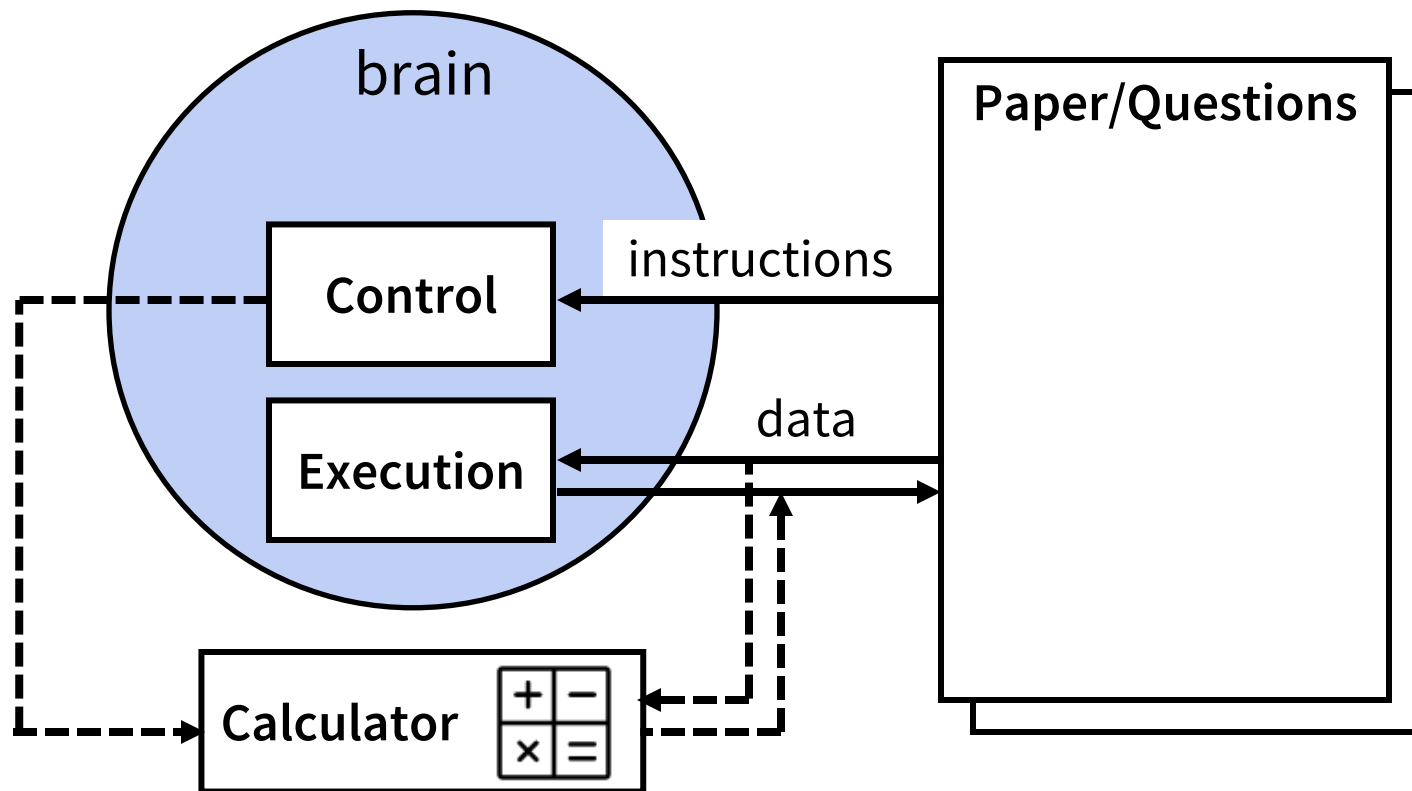 brain
Paper/Questions
instructions
Control
data
Execution
Calculator
+ −
× =